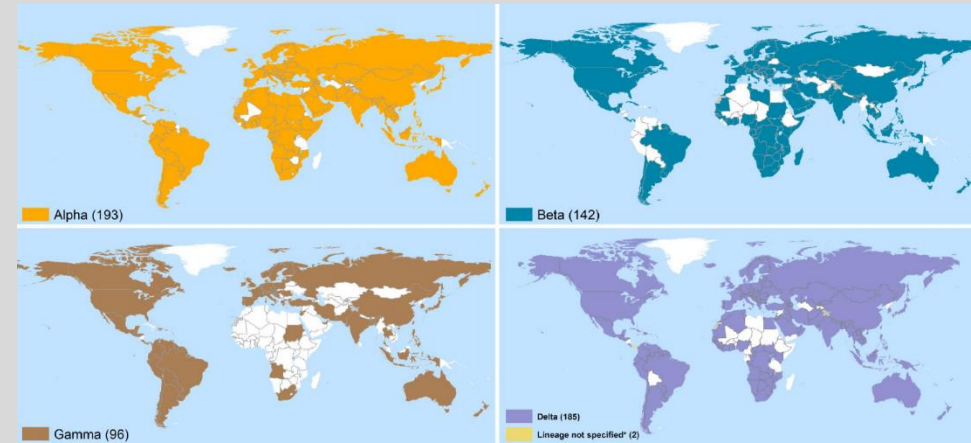 Alpha (193)
Beta (142)
Gamma (96)
Delta (185)
Lineage not specified* (2)